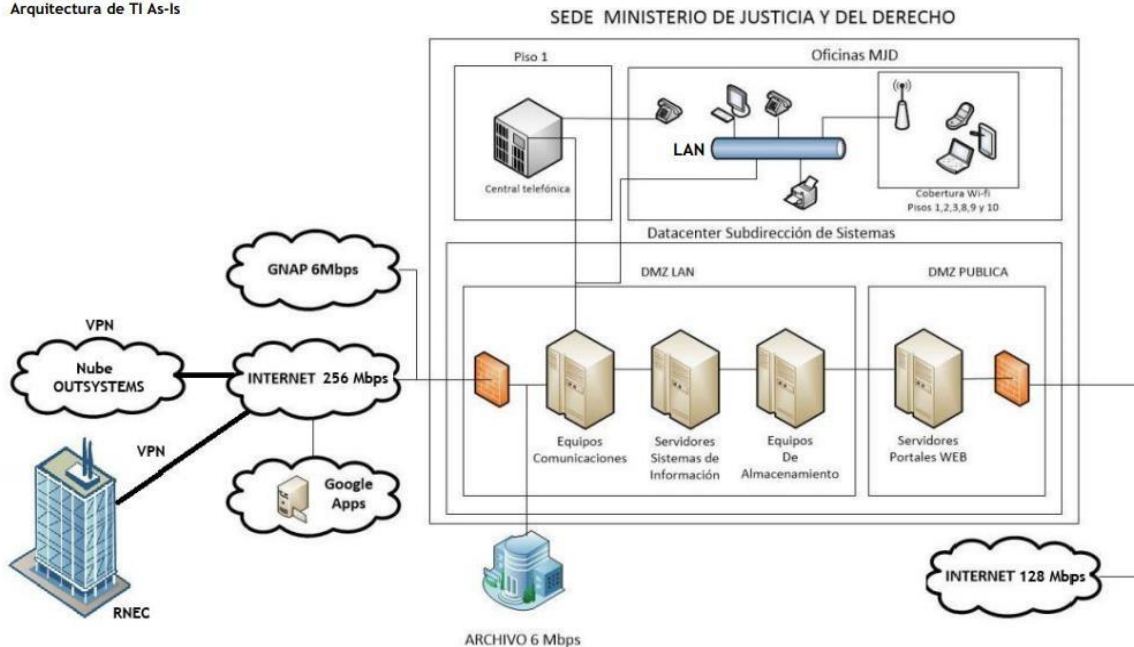 Arquitectura de TI As-Is
SEDE MINISTERIO DE JUSTICIA Y DEL DERECHO
Piso 1
Oficinas MJD
LAN
Central telefónica
Cobertura Wi-fi
Pisos 1,2,3,8,9 y 10
Datacenter Subdirección de Sistemas
GNAP 6Mbps
DMZ LAN
DMZ PUBLICA
VPN
Nube
OUTSYSTEMS
INTERNET 256 Mbps
VPN
Google
Apps
Equipos
Comunicaciones
Servidores
Sistemas de
Información
Equipos
De
Almacenamiento
Servidores
Portales WEB
RNEC
INTERNET 128 Mbps
ARCHIVO 6 Mbps